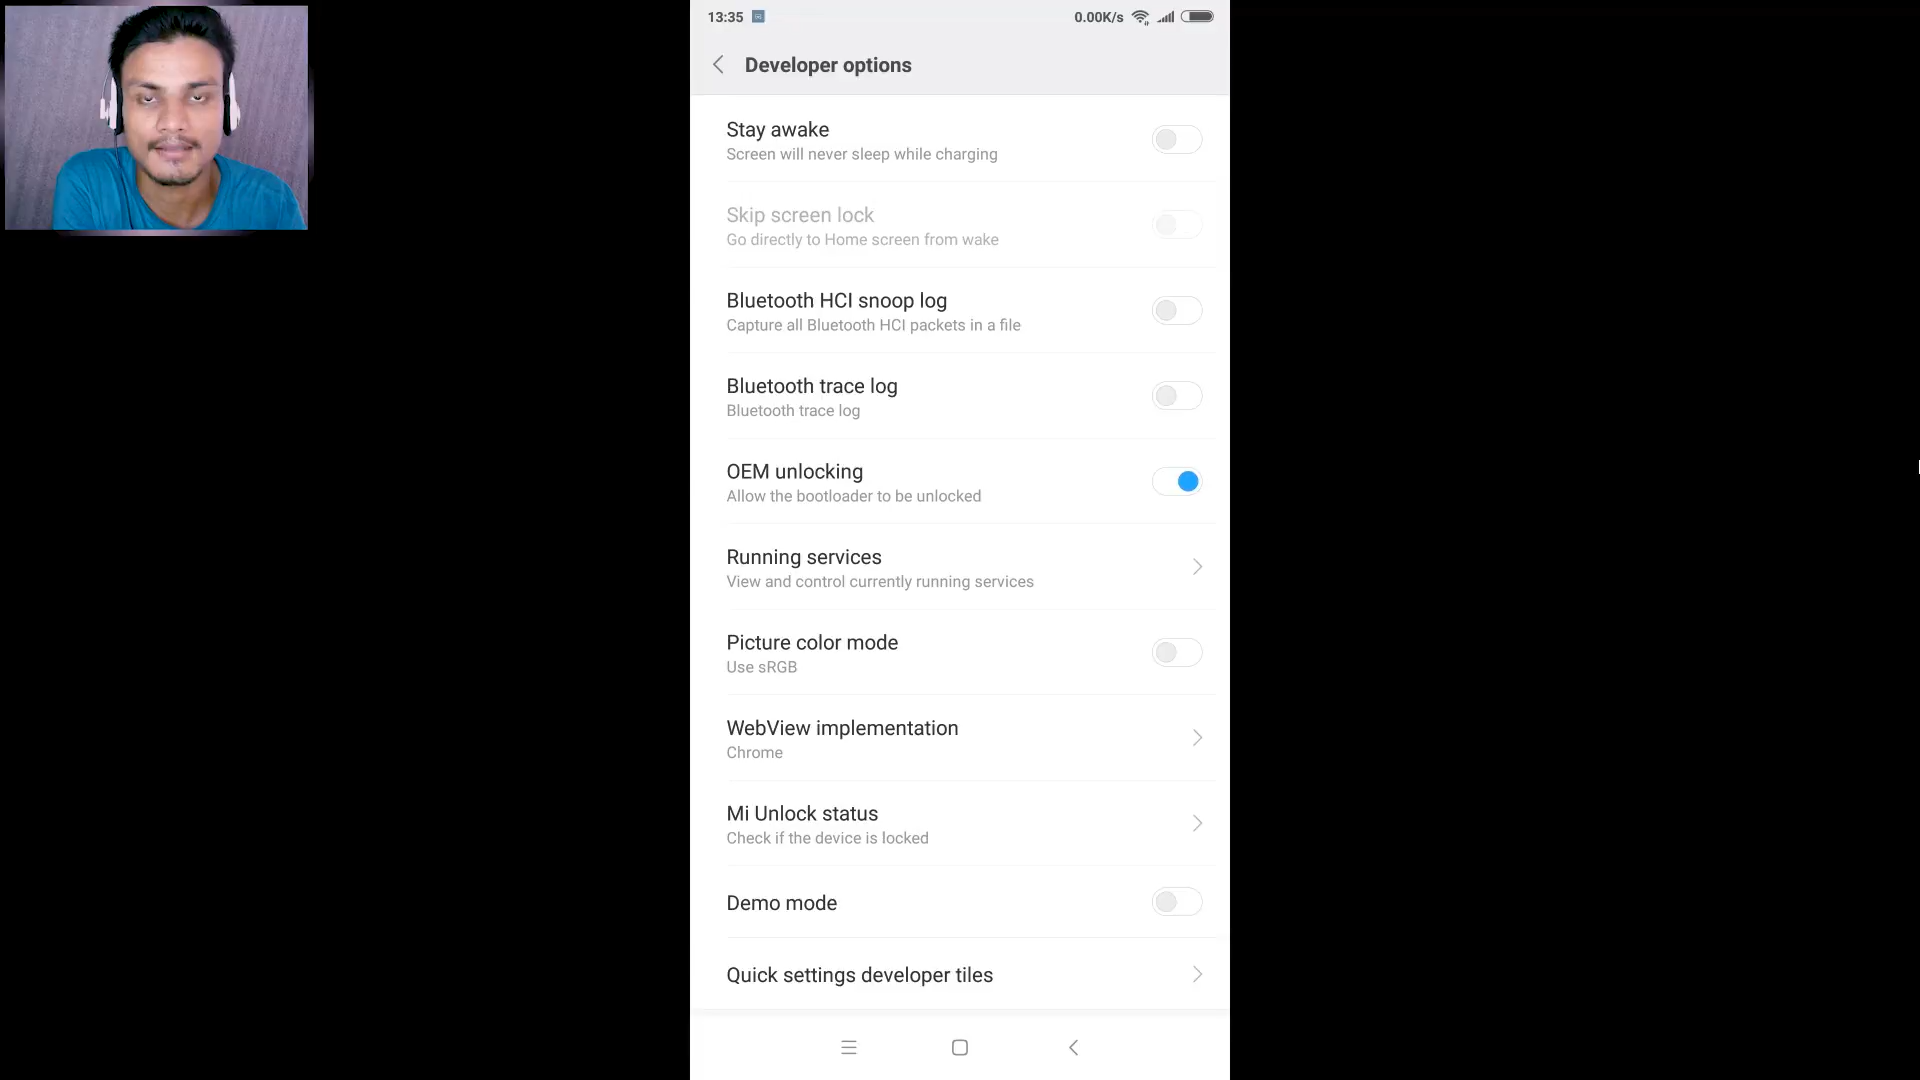 13:35
0.00K/s
Developer options
Stay awake
Screen will never sleep while charging
Skip screen lock
Go directly to Home screen from wake
Bluetooth HCI snoop log
Capture all Bluetooth HCI packets in a file
Bluetooth trace log
Bluetooth trace log
OEM unlocking
Allow the bootloader to be unlocked
Running services
View and control currently running services
Picture color mode
Use sRGB
WebView implementation
Chrome
Mi Unlock status
Check if the device is locked
Demo mode
Quick settings developer tiles